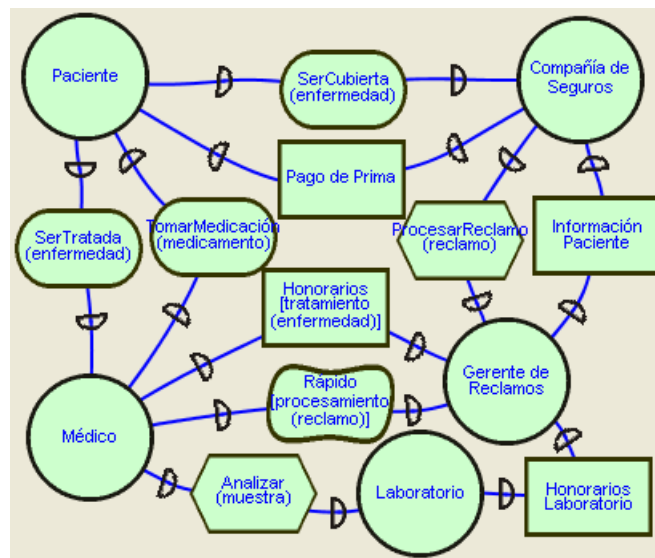 Paciente
SerCubierta
(enfermedad)
Compañía de
Seguros
Pago de Prima
SerTratada
(enfermedad)
TomarMedicación
(medicamento)
ProcesarReclamo
(reclamo)
Información
Paciente
Honorarios
[tratamiento
(enfermedad)]
Rápido
[procesamiento
(reclamo)]
Gerente de
Reclamos
Médico
Analizar
(muestra)
Laboratorio
Honorarios
Laboratorio